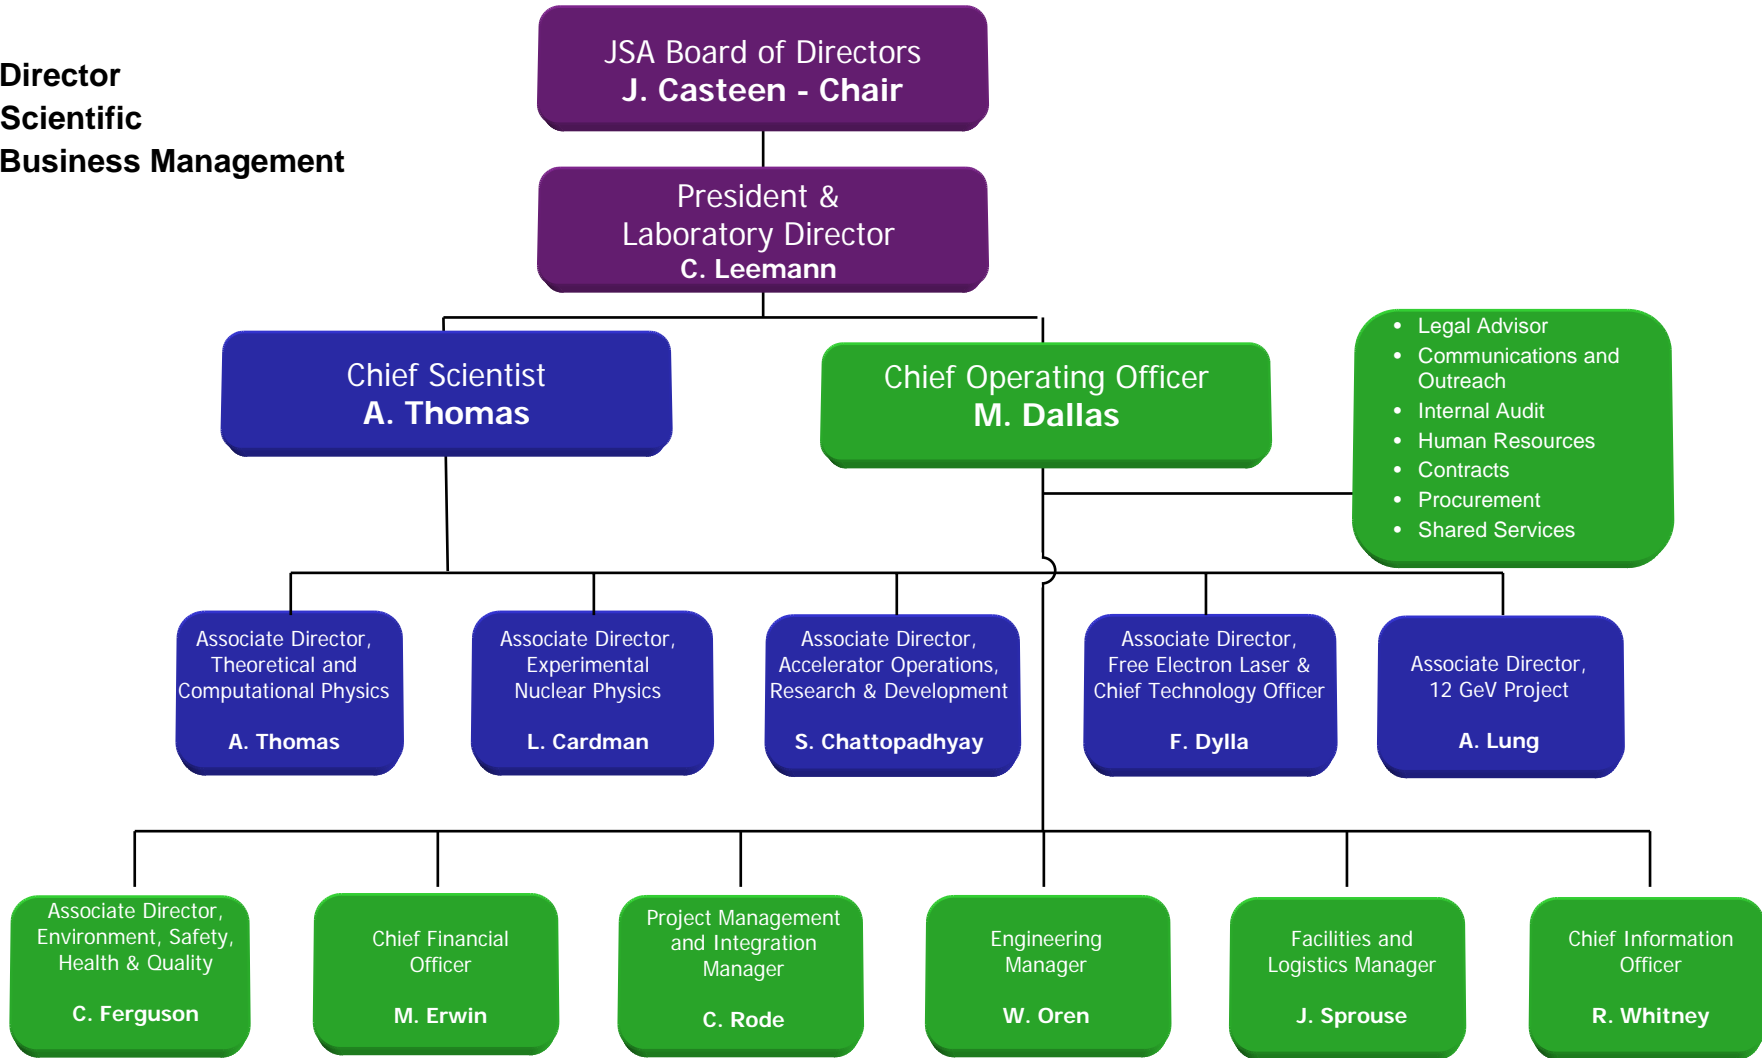 Director
Scientific
Business Management
JSA Board of Directors
J. Casteen - Chair
President &
Laboratory Director
C. Leemann
Chief Scientist
A. Thomas
Chief Operating Officer
M. Dallas
• Legal Advisor
• Communications and
Outreach
• Internal Audit
• Human Resources
• Contracts
• Procurement
• Shared Services
Associate Director,
Theoretical and
Computational Physics
A. Thomas
Associate Director,
Experimental
Nuclear Physics
L. Cardman
Associate Director,
Accelerator Operations,
Research & Development
S. Chattopadhyay
Associate Director,
Free Electron Laser &
Chief Technology Officer
F. Dylla
Associate Director,
12 GeV Project
A. Lung
Associate Director,
Environment, Safety,
Health & Quality
C. Ferguson
Chief Financial
Officer
M. Erwin
Project Management
and Integration
Manager
C. Rode
Engineering
Manager
W. Oren
Facilities and
Logistics Manager
J. Sprouse
Chief Information
Officer
R. Whitney